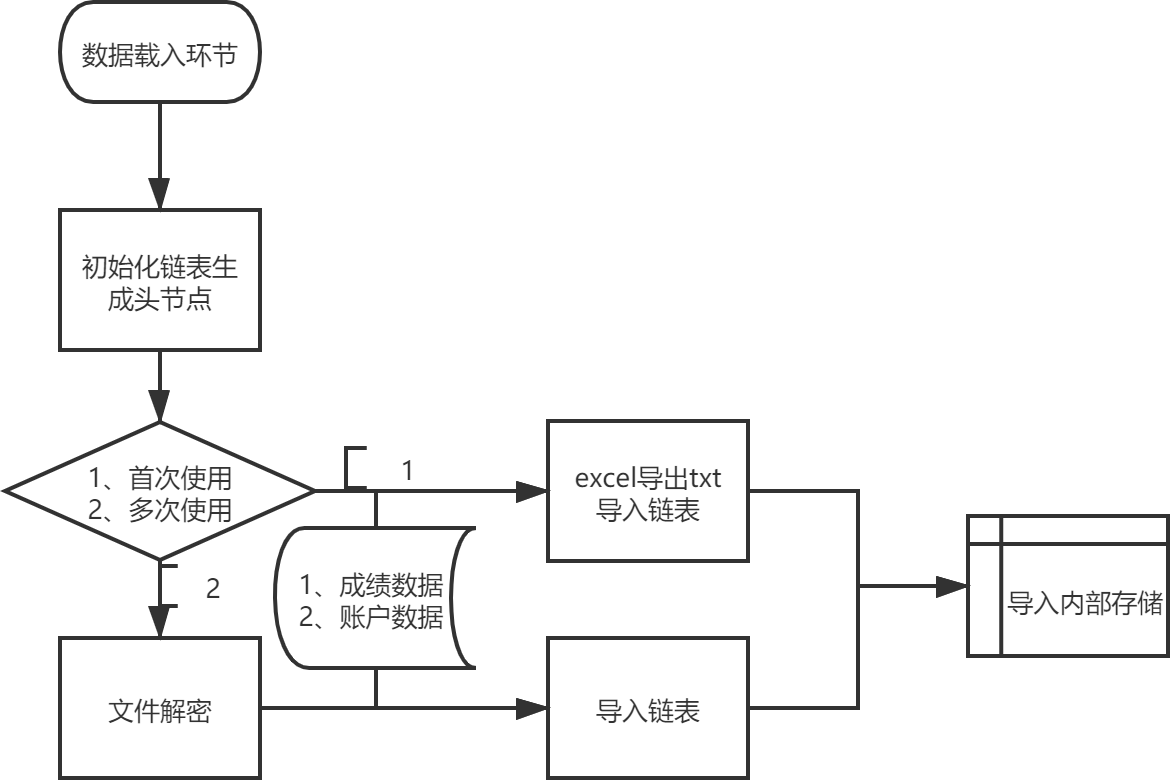 数据载入环节
初始化链表生
成头节点
1、首次使用
2、多次使用
1
excel导出txt
导入链表
2
1、成绩数据
2、账户数据
导入内部存储
文件解密
导入链表